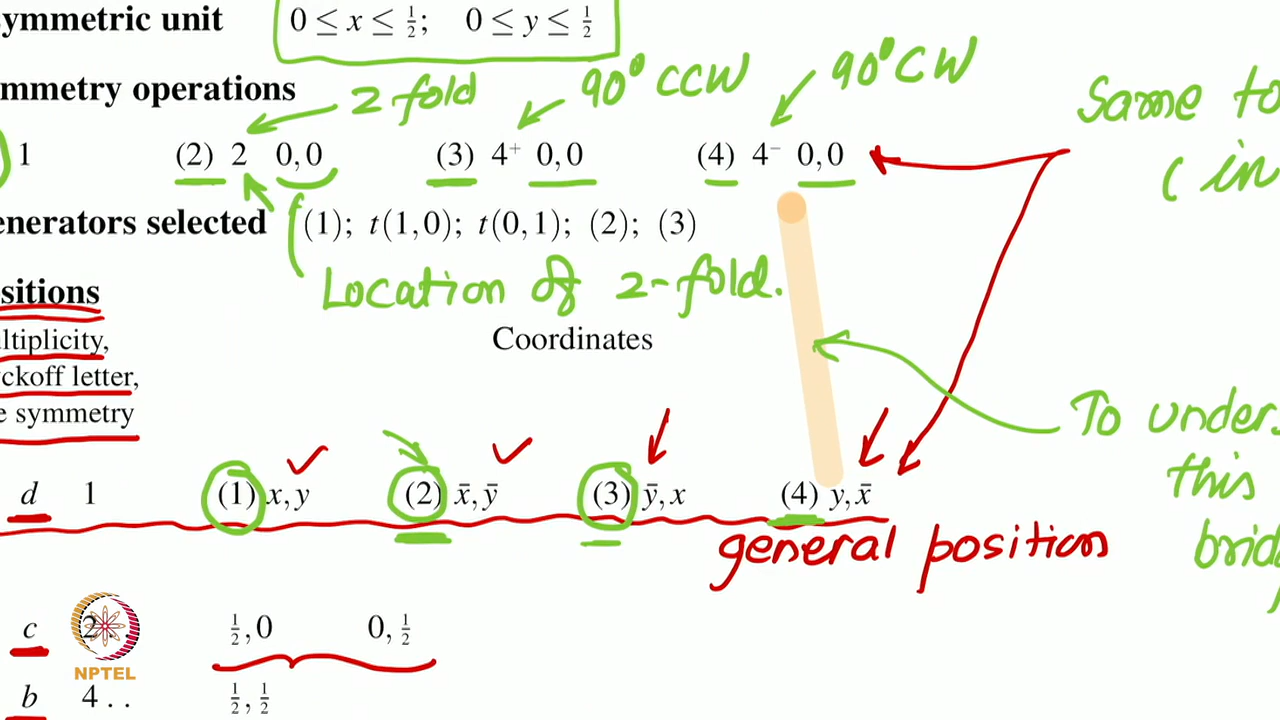 ymmetric unit 0 ≤ x ≤ ½; 0 ≤ y ≤ ½
mmetry operations 2 fold 90° CCW 90° CW Same to
1 (2) 2 0,0 (3) 4⁺ 0,0 (4) 4⁻ 0,0 ( in
enerators selected (1); t(1,0); t(0,1); (2); (3)
Location of 2-fold.
sitions
ltiplicity, Coordinates
ckoff letter, To unders
e symmetry this
d 1 (1) x,y (2) x̄,ȳ (3) ȳ,x (4) y,x̄
general position brid
c 2 ½,0 0,½
NPTEL
b 4 . . ½,½